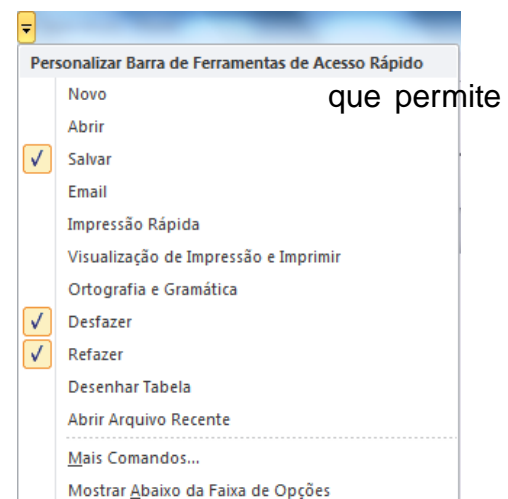 Personalizar Barra de Ferramentas de Acesso Rápido
Novo
que permite
Abrir
Salvar
Email
Impressão Rápida
Visualização de Impressão e Imprimir
Ortografia e Gramática
Desfazer
Refazer
Desenhar Tabela
Abrir Arquivo Recente
Mais Comandos...
Mostrar Abaixo da Faixa de Opções